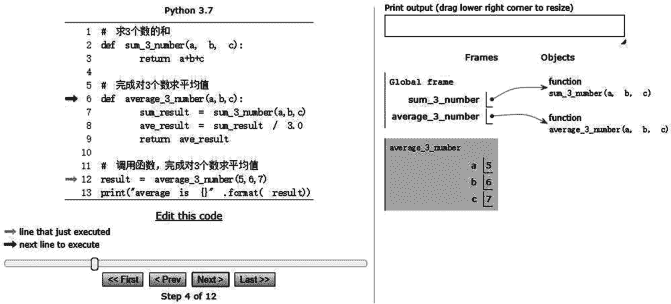 Python 3.7
1 # 求3个数的和
2 def sum_3_number(a, b, c):
3 return a+b+c
4
5 # 完成对3个数求平均值
6 def average_3_number(a,b,c):
7 sum_result = sum_3_number(a,b,c)
8 ave_result = sum_result / 3.0
9 return ave_result
10
11 # 调用函数，完成对3个数求平均值
12 result = average_3_number(5,6,7)
13 print("average is {}" .format( result))
Edit this code
line that just executed
next line to execute
<< First < Prev Next > Last >>
Step 4 of 12
Print output (drag lower right corner to resize)
Frames Objects
Global frame
sum_3_number
average_3_number
function
sum_3_number(a, b, c)
function
average_3_number(a, b, c)
average_3_number
a 5
b 6
c 7